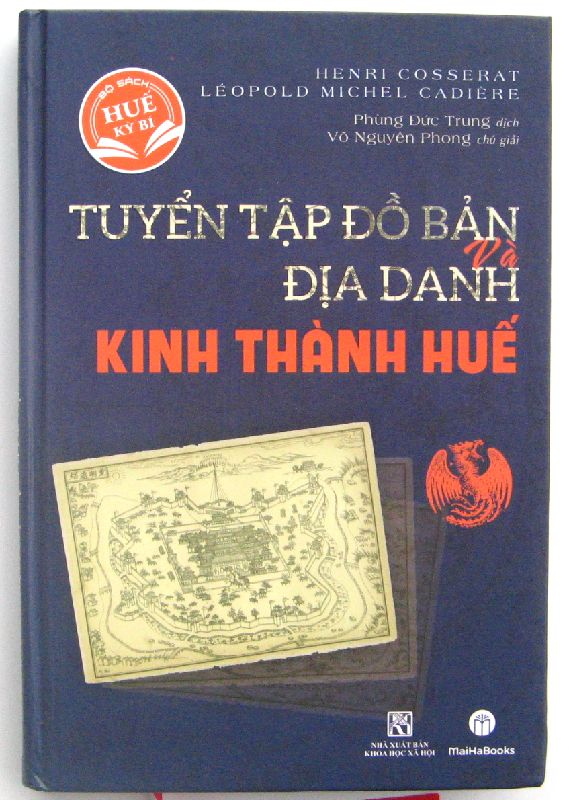 BỘ SÁCH
HUẾ
KỲ BÍ
HENRI COSSERAT
LÉOPOLD MICHEL CADIÈRE
Phùng Đức Trung dịch
Võ Nguyên Phong chú giải
TUYỂN TẬP ĐỒ BẢN
Và
ĐỊA DANH
KINH THÀNH HUẾ
NHÀ XUẤT BẢN
KHOA HỌC XÃ HỘI
MaiHaBooks